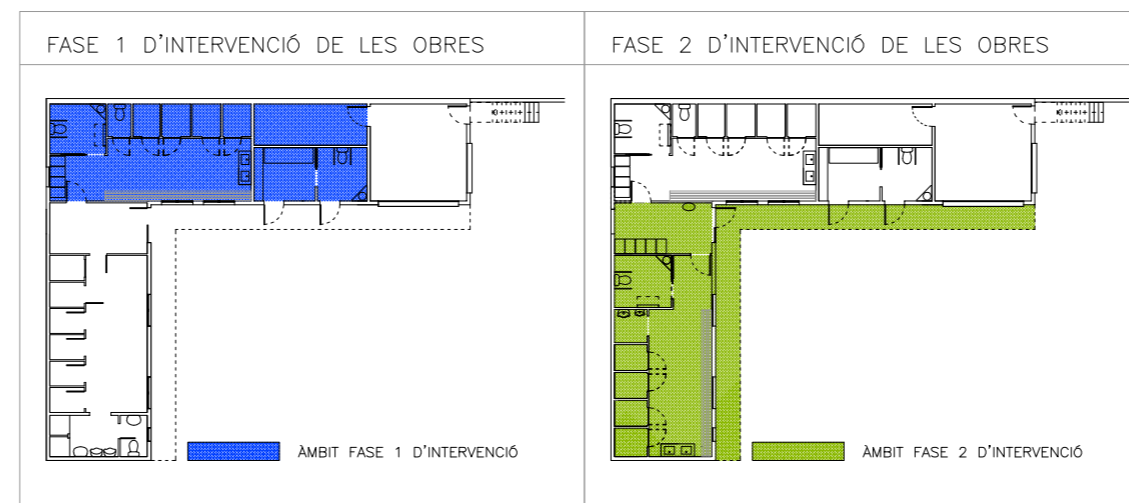 FASE 1 D'INTERVENCIÓ DE LES OBRES
FASE 2 D'INTERVENCIÓ DE LES OBRES
ÀMBIT FASE 1 D'INTERVENCIÓ
ÀMBIT FASE 2 D'INTERVENCIÓ